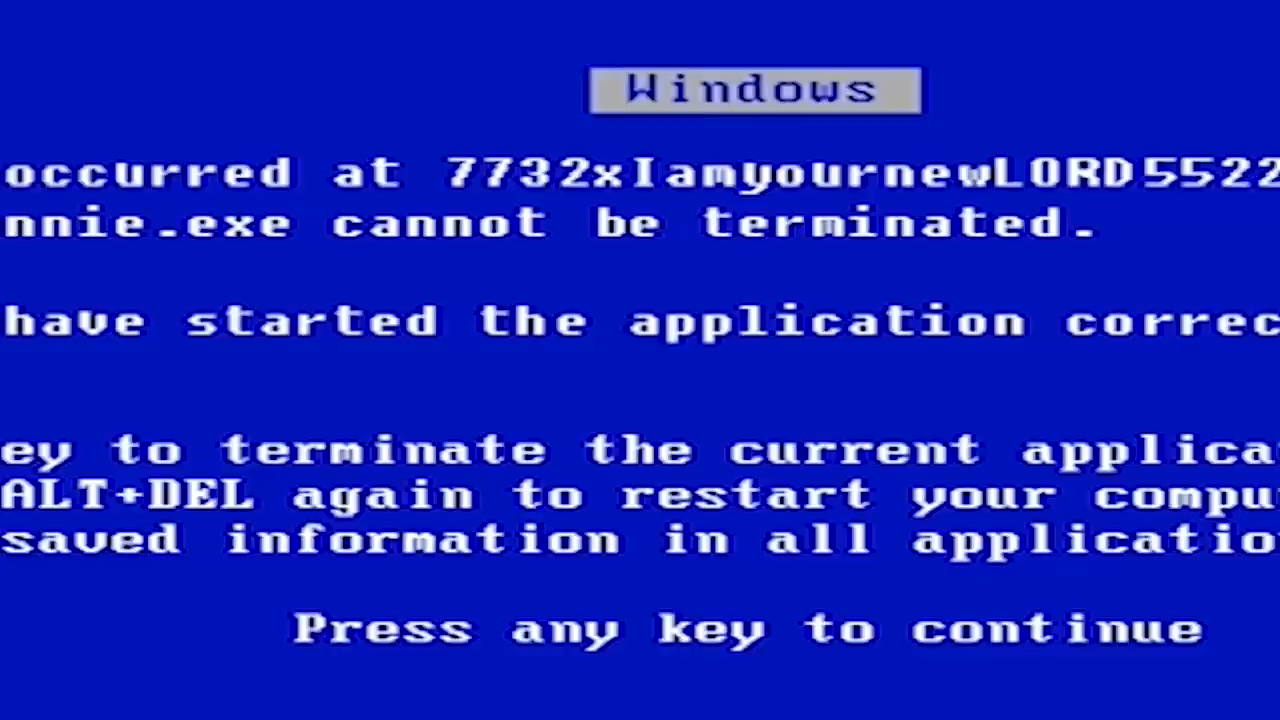 Windows
occurred at 7732xIamyournewLORD5522
nnie.exe cannot be terminated.
have started the application correc
ey to terminate the current applica
ALT+DEL again to restart your compu
saved information in all applicatio
Press any key to continue